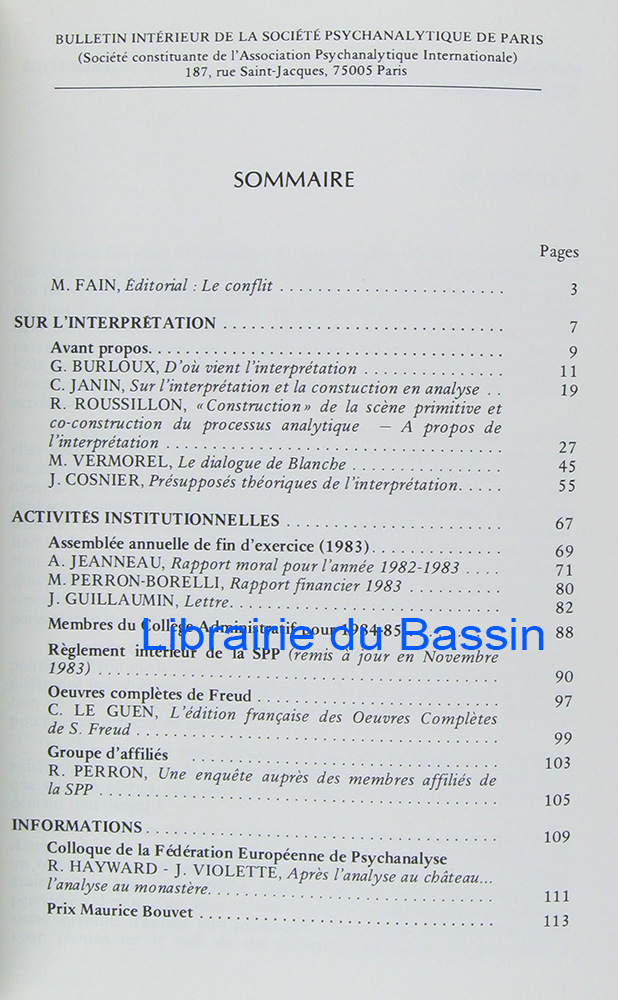 BULLETIN INTÉRIEUR DE LA SOCIÉTÉ PSYCHANALYTIQUE DE PARIS
(Société constituante de l'Association Psychanalytique Internationale)
187, rue Saint-Jacques, 75005 Paris
SOMMAIRE
Pages
M. FAIN, Éditorial : Le conflit . . . . . . . . . . . . . . . . . . . . . . . . 3
SUR L'INTERPRÉTATION . . . . . . . . . . . . . . . . . . . . . . . . . . . 7
Avant propos. . . . . . . . . . . . . . . . . . . . . . . . . . . . . . . . . . 9
G. BURLOUX, D'où vient l'interprétation . . . . . . . . . . . . . . 11
C. JANIN, Sur l'interprétation et la constuction en analyse . . 19
R. ROUSSILLON, «Construction» de la scène primitive et
co-construction du processus analytique — A propos de
l'interprétation . . . . . . . . . . . . . . . . . . . . . . . . . . . . . . . . 27
M. VERMOREL, Le dialogue de Blanche . . . . . . . . . . . . . . . 45
J. COSNIER, Présupposés théoriques de l'interprétation. . . . . 55
ACTIVITÉS INSTITUTIONNELLES . . . . . . . . . . . . . . . . . . . . . 67
Assemblée annuelle de fin d'exercice (1983). . . . . . . . . . . . . 69
A. JEANNEAU, Rapport moral pour l'année 1982-1983 . . . . 71
M. PERRON-BORELLI, Rapport financier 1983 . . . . . . . . . . 80
J. GUILLAUMIN, Lettre. . . . . . . . . . . . . . . . . . . . . . . . . . 82
Membres du Collège Administratif pour 1984-85 . . . . . . . . 88
Librairie du Bassin
Règlement intérieur de la SPP (remis à jour en Novembre
1983) . . . . . . . . . . . . . . . . . . . . . . . . . . . . . . . . . . . . . . 90
Oeuvres complètes de Freud . . . . . . . . . . . . . . . . . . . . . . . 97
C. LE GUEN, L'édition française des Oeuvres Complètes
de S. Freud . . . . . . . . . . . . . . . . . . . . . . . . . . . . . . . . . . 99
Groupe d'affiliés . . . . . . . . . . . . . . . . . . . . . . . . . . . . 103
R. PERRON, Une enquête auprès des membres affiliés de
la SPP . . . . . . . . . . . . . . . . . . . . . . . . . . . . . . . . . . . . . 105
INFORMATIONS . . . . . . . . . . . . . . . . . . . . . . . . . . . . . . . . . 109
Colloque de la Fédération Européenne de Psychanalyse
R. HAYWARD - J. VIOLETTE, Après l'analyse au château...
l'analyse au monastère. . . . . . . . . . . . . . . . . . . . . . . . . . . 111
Prix Maurice Bouvet . . . . . . . . . . . . . . . . . . . . . . . . . . . . 113